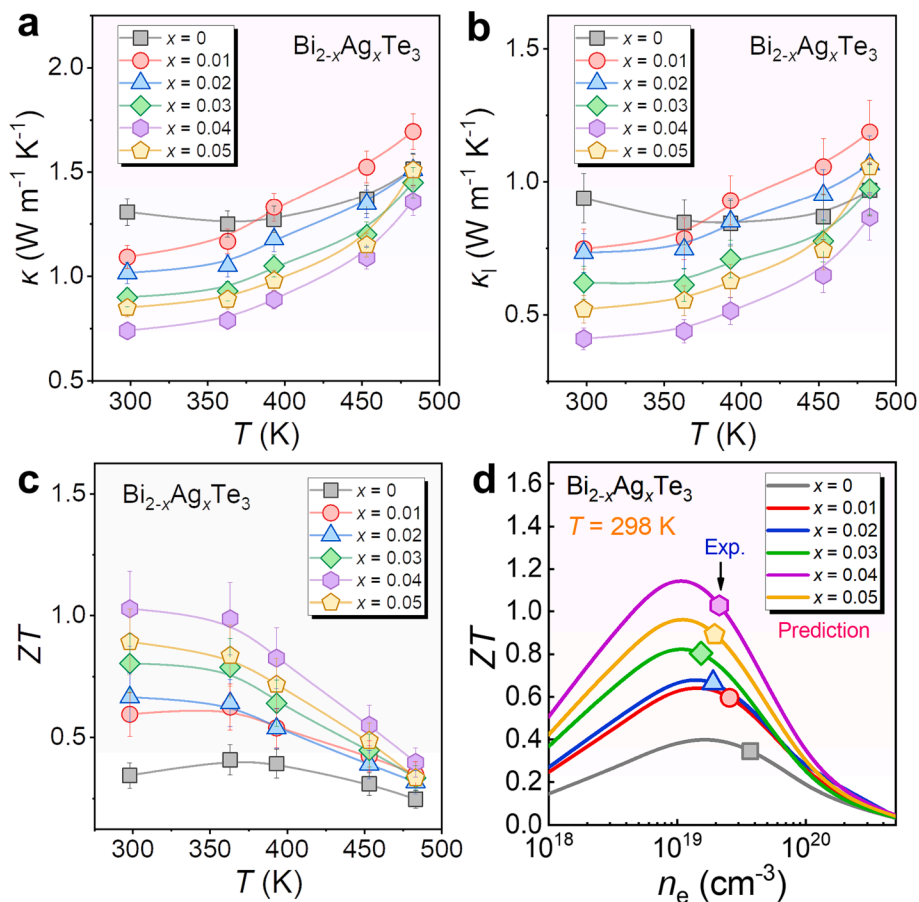 a
Bi₂₋ₓAgₓTe₃
x = 0
x = 0.01
x = 0.02
x = 0.03
x = 0.04
x = 0.05
2.0
1.5
1.0
0.5
κ (W m⁻¹ K⁻¹)
300 350 400 450 500
T (K)
b
Bi₂₋ₓAgₓTe₃
x = 0
x = 0.01
x = 0.02
x = 0.03
x = 0.04
x = 0.05
1.5
1.0
0.5
κₗ (W m⁻¹ K⁻¹)
300 350 400 450 500
T (K)
c
Bi₂₋ₓAgₓTe₃
x = 0
x = 0.01
x = 0.02
x = 0.03
x = 0.04
x = 0.05
1.5
1.0
0.5
ZT
300 350 400 450 500
T (K)
d
Bi₂₋ₓAgₓTe₃
T = 298 K
Exp.
x = 0
x = 0.01
x = 0.02
x = 0.03
x = 0.04
x = 0.05
Prediction
1.6
1.4
1.2
1.0
0.8
0.6
0.4
0.2
0.0
ZT
10¹⁸ 10¹⁹ 10²⁰
nₑ (cm⁻³)